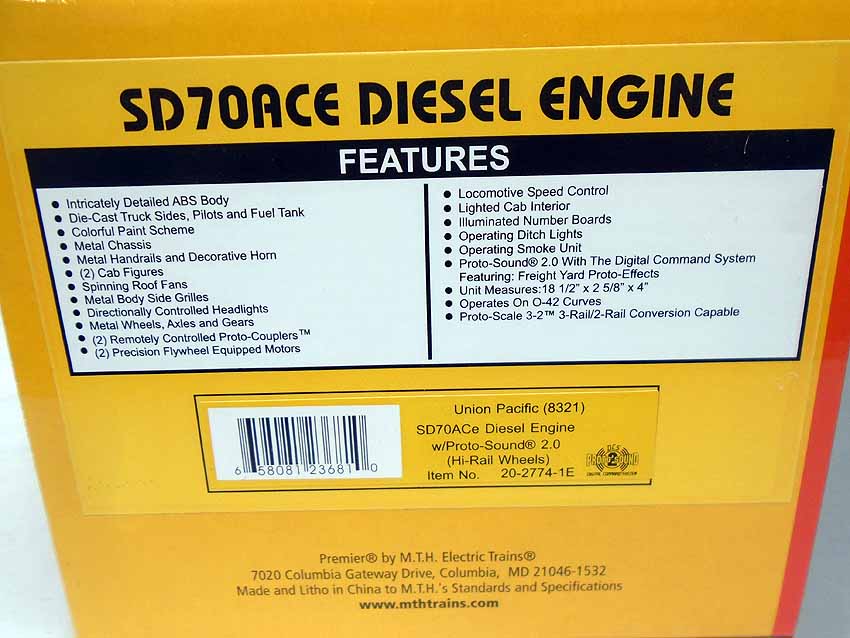 SD70ACE DIESEL ENGINE
FEATURES
• Intricately Detailed ABS Body
• Die-Cast Truck Sides, Pilots and Fuel Tank
• Colorful Paint Scheme
• Metal Chassis
• Metal Handrails and Decorative Horn
• (2) Cab Figures
• Spinning Roof Fans
• Metal Body Side Grilles
• Directionally Controlled Headlights
• Metal Wheels, Axles and Gears
• (2) Remotely Controlled Proto-Couplers™
• (2) Precision Flywheel Equipped Motors
• Locomotive Speed Control
• Lighted Cab Interior
• Illuminated Number Boards
• Operating Ditch Lights
• Operating Smoke Unit
• Proto-Sound® 2.0 With The Digital Command System
Featuring: Freight Yard Proto-Effects
• Unit Measures:18 1/2” x 2 5/8” x 4”
• Operates On O-42 Curves
• Proto-Scale 3-2™ 3-Rail/2-Rail Conversion Capable
6 58081 23681 0
Union Pacific (8321)
SD70ACe Diesel Engine
w/Proto-Sound® 2.0
(Hi-Rail Wheels)
Item No. 20-2774-1E
DCS
PROTO 2 SOUND
DIGITAL COMMAND SYSTEM
Premier® by M.T.H. Electric Trains®
7020 Columbia Gateway Drive, Columbia, MD 21046-1532
Made and Litho in China to M.T.H.'s Standards and Specifications
www.mthtrains.com